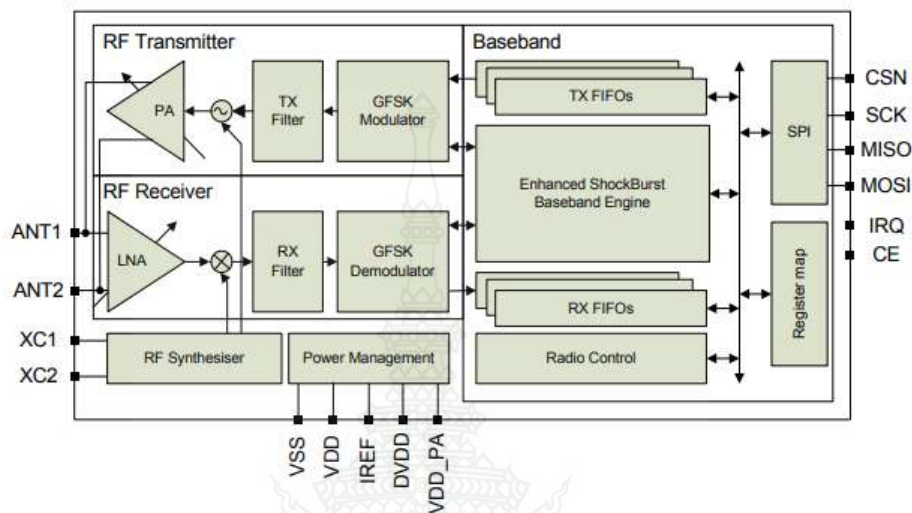 RF Transmitter
PA
TX
Filter
GFSK
Modulator
RF Receiver
LNA
RX
Filter
GFSK
Demodulator
RF Synthesiser
Power Management
Baseband
TX FIFOs
Enhanced ShockBurst
Baseband Engine
RX FIFOs
Radio Control
SPI
Register map
ANT1
ANT2
XC1
XC2
CSN
SCK
MISO
MOSI
IRQ
CE
VSS
VDD
IREF
DVDD
VDD_PA